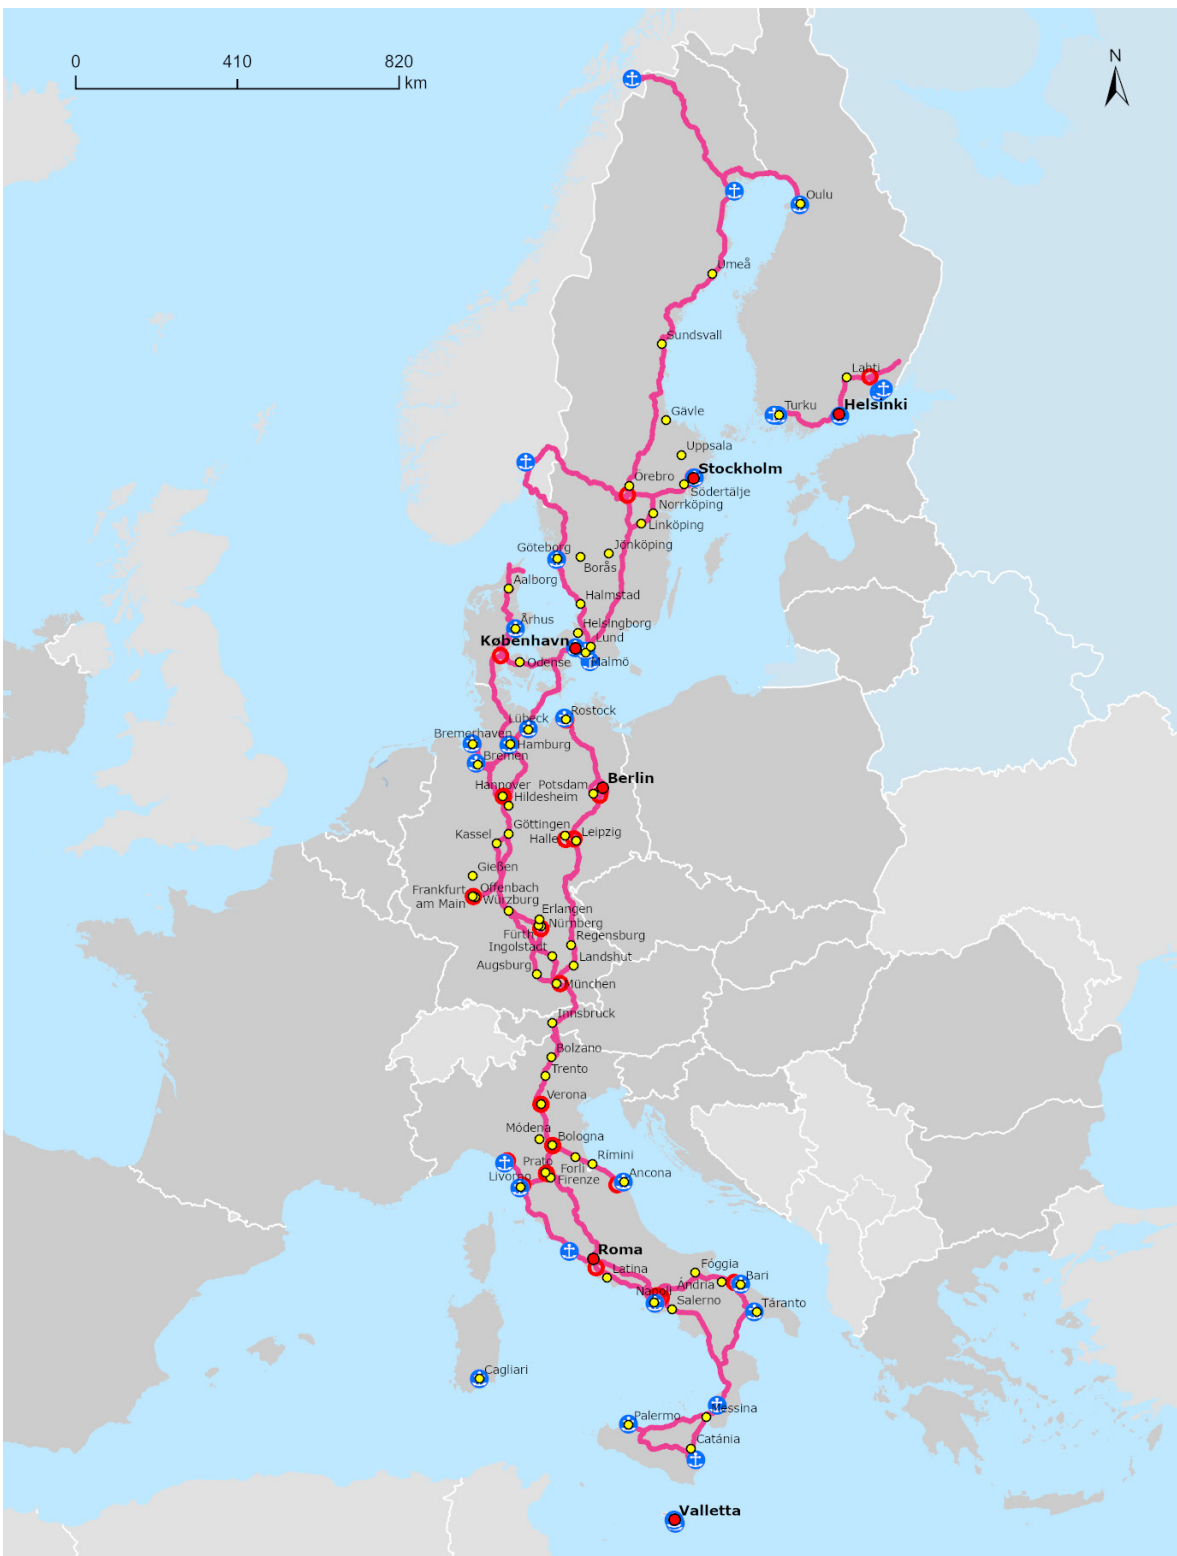 0 410 820
km
N
Oulu
Umeå
Sundsvall
Lahti
Helsinki
Turku
Gävle
Uppsala
Stockholm
Örebro
Södertälje
Norrköping
Linköping
Jönköping
Göteborg
Borås
Aalborg
Halmstad
Århus
Helsingborg
København
Lund
Odense
Malmö
Rostock
Lübeck
Bremerhaven
Hamburg
Bremen
Berlin
Hannover
Potsdam
Hildesheim
Göttingen
Leipzig
Kassel
Halle
Gießen
Frankfurt
am Main
Offenbach
Würzburg
Erlangen
Nürnberg
Fürth
Regensburg
Ingolstadt
Landshut
Augsburg
München
Innsbruck
Bolzano
Trento
Verona
Módena
Bologna
Rímini
Prato
Forlì
Firenze
Livorno
Ancona
Roma
Latina
Fóggia
Ándria
Bari
Napoli
Salerno
Táranto
Cagliari
Messina
Palermo
Catánia
Valletta